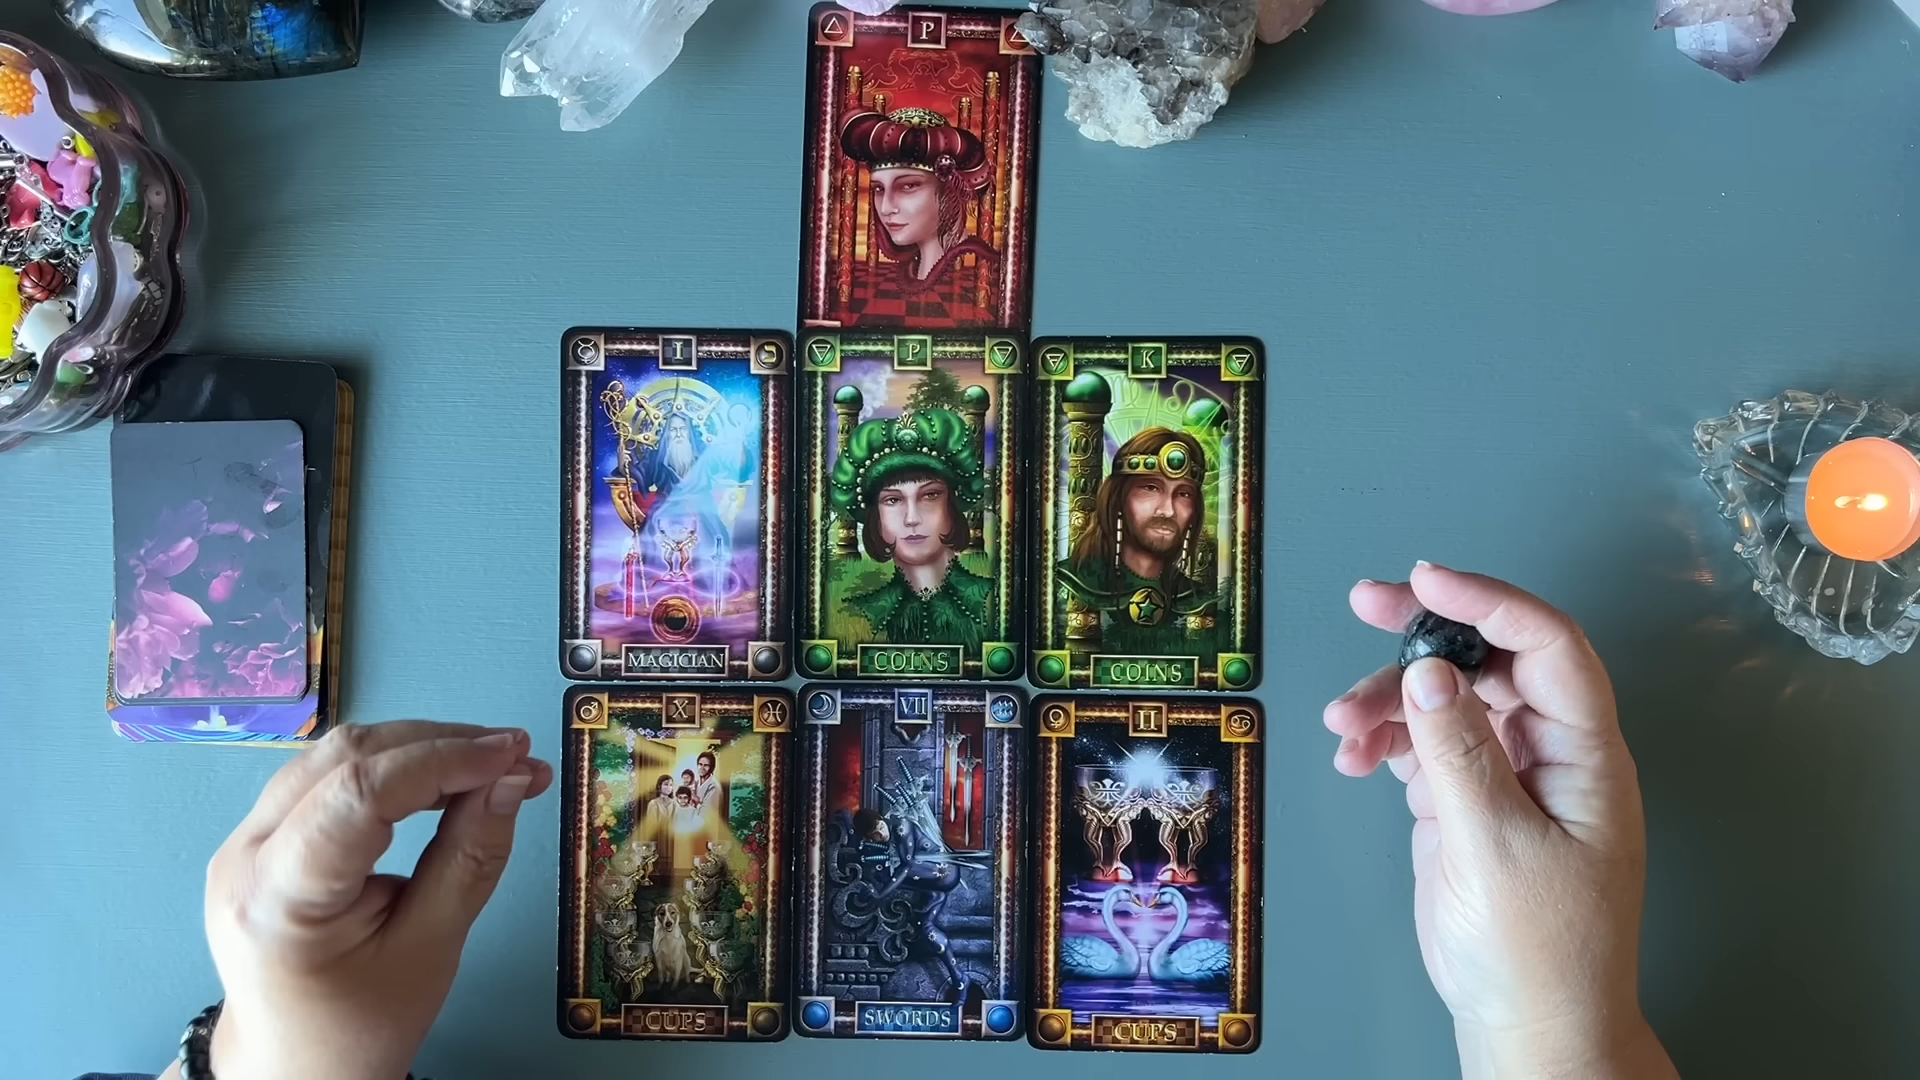 P
I
P
K
MAGICIAN
COINS
COINS
X
VII
II
CUPS
SWORDS
CUPS